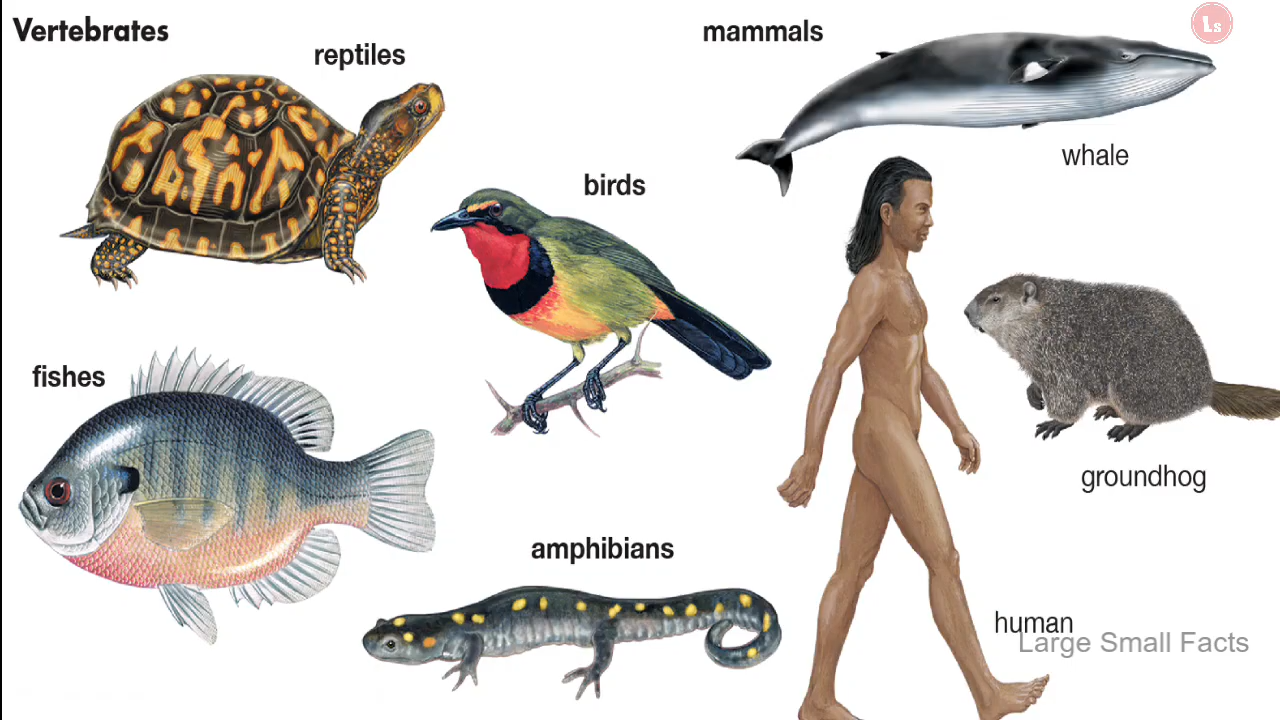 Vertebrates
reptiles
mammals
Ls
whale
birds
fishes
groundhog
amphibians
human
Large Small Facts